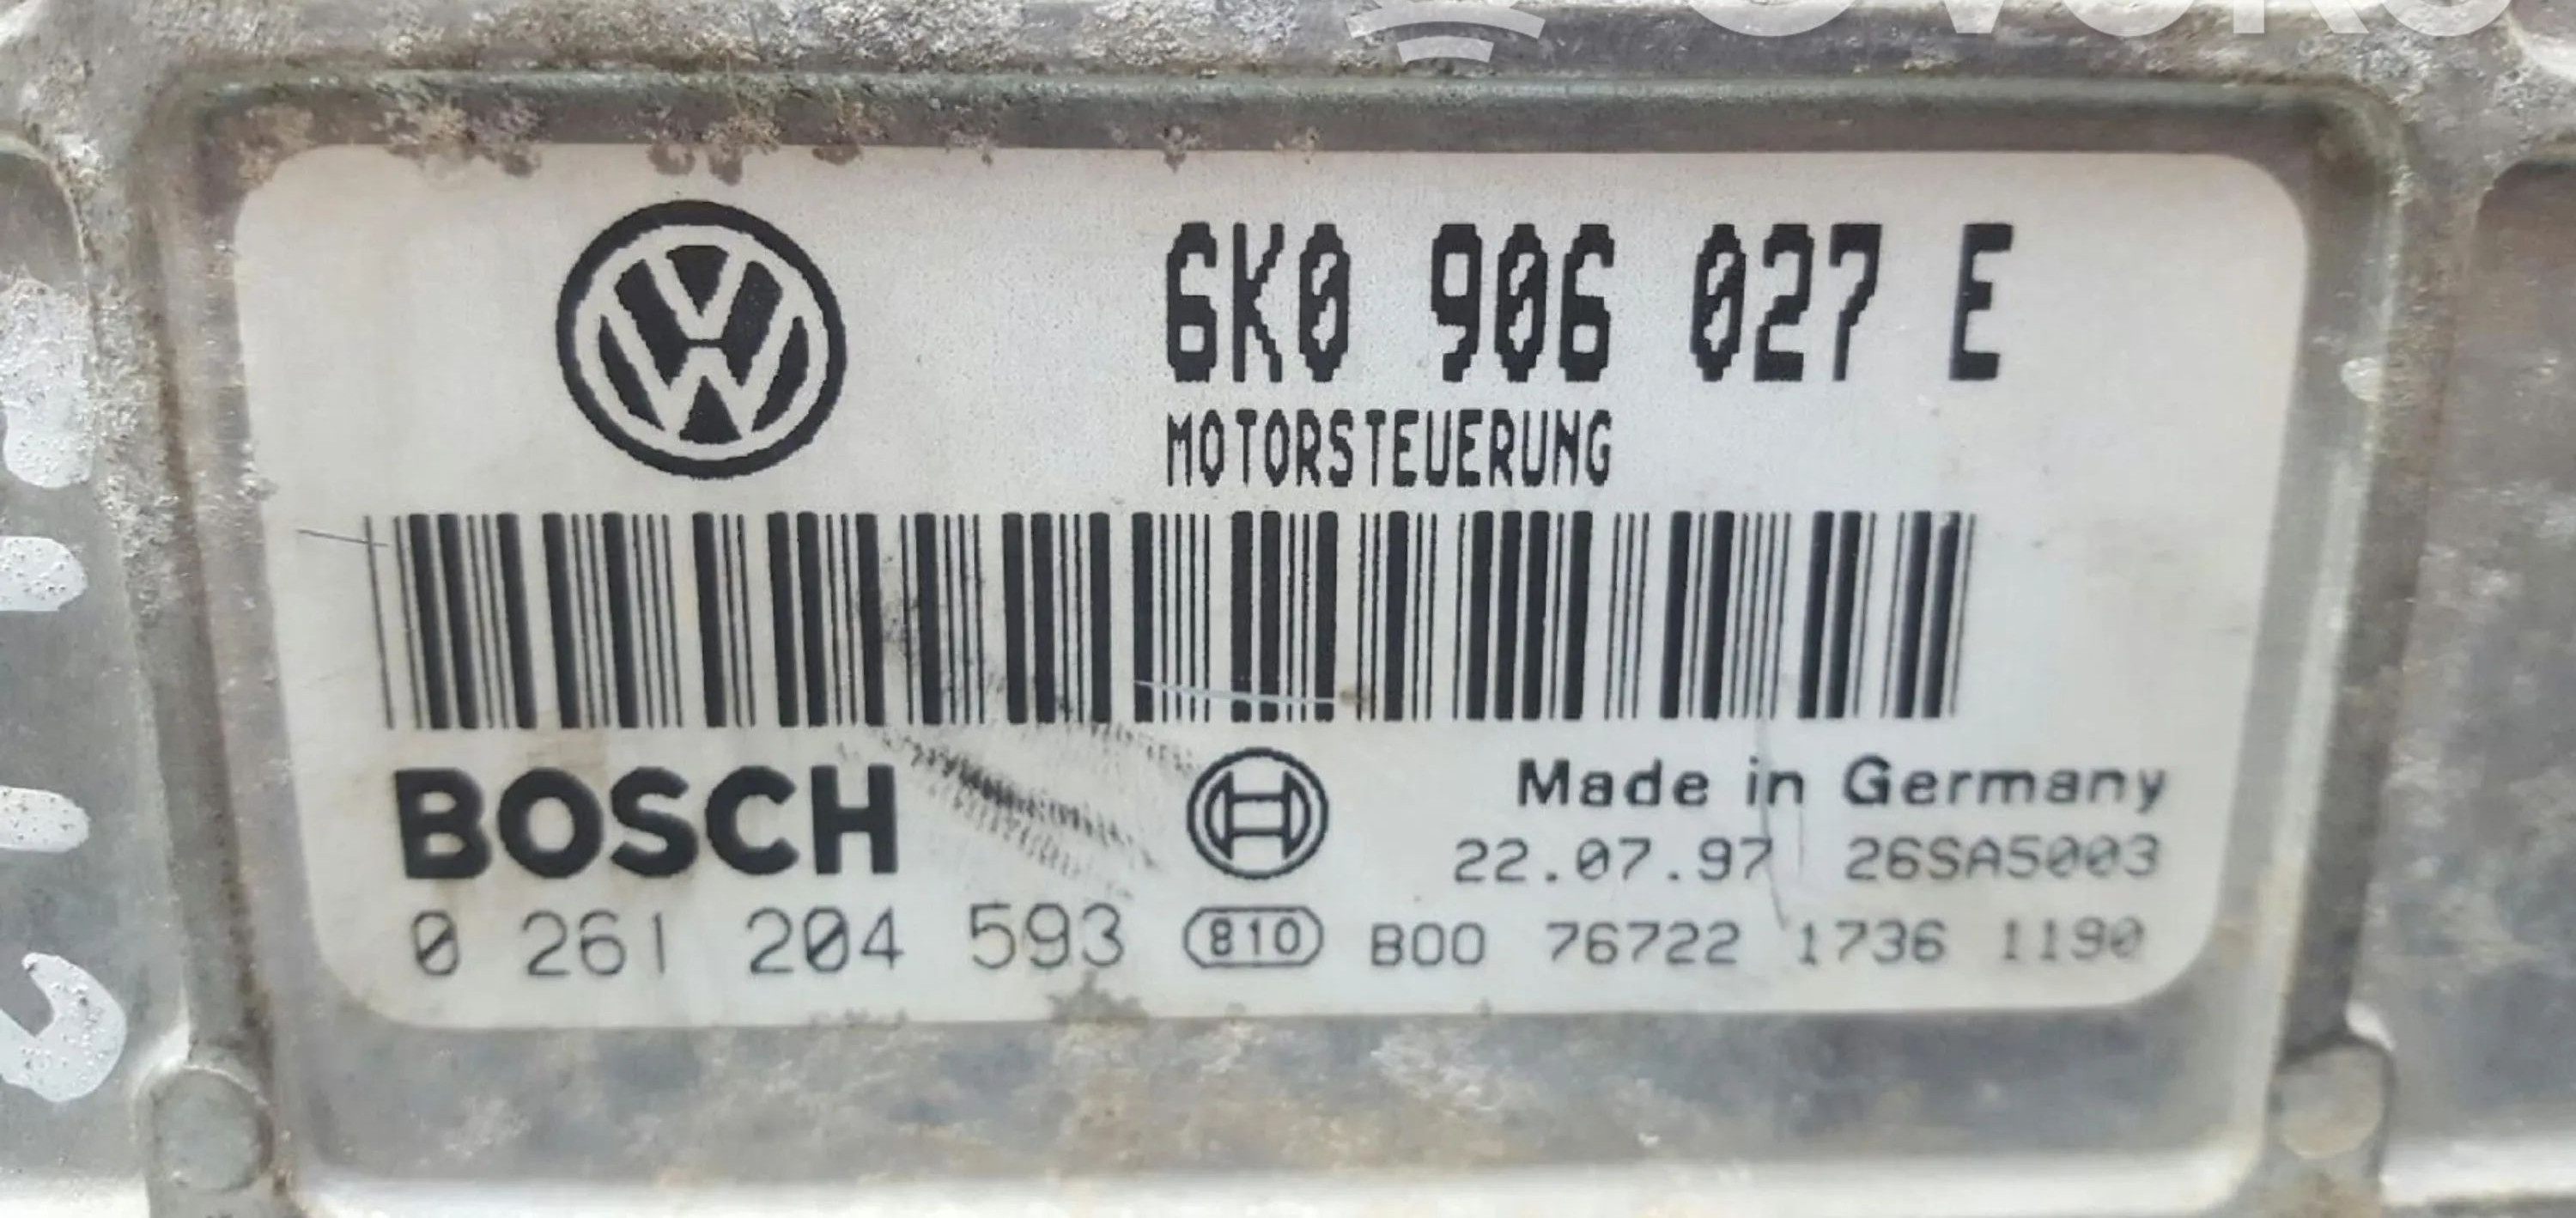 6K0 906 027 E
MOTORSTEUERUNG
BOSCH
Made in Germany
22.07.97 26SA5003
0 261 204 593 810 B00 76722 1736 1190